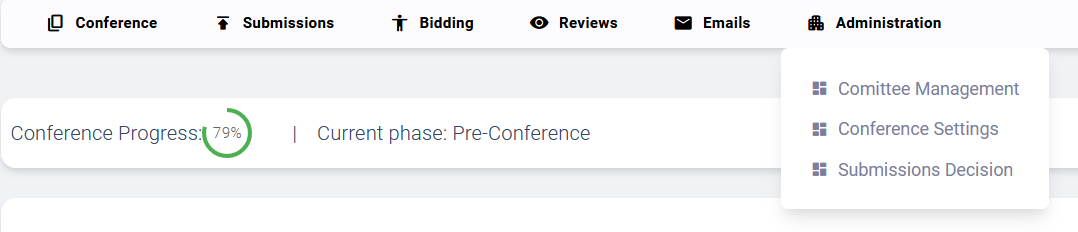 Conference Submissions Bidding Reviews Emails Administration
Comittee Management
Conference Progress: 79% | Current phase: Pre-Conference
Conference Settings
Submissions Decision